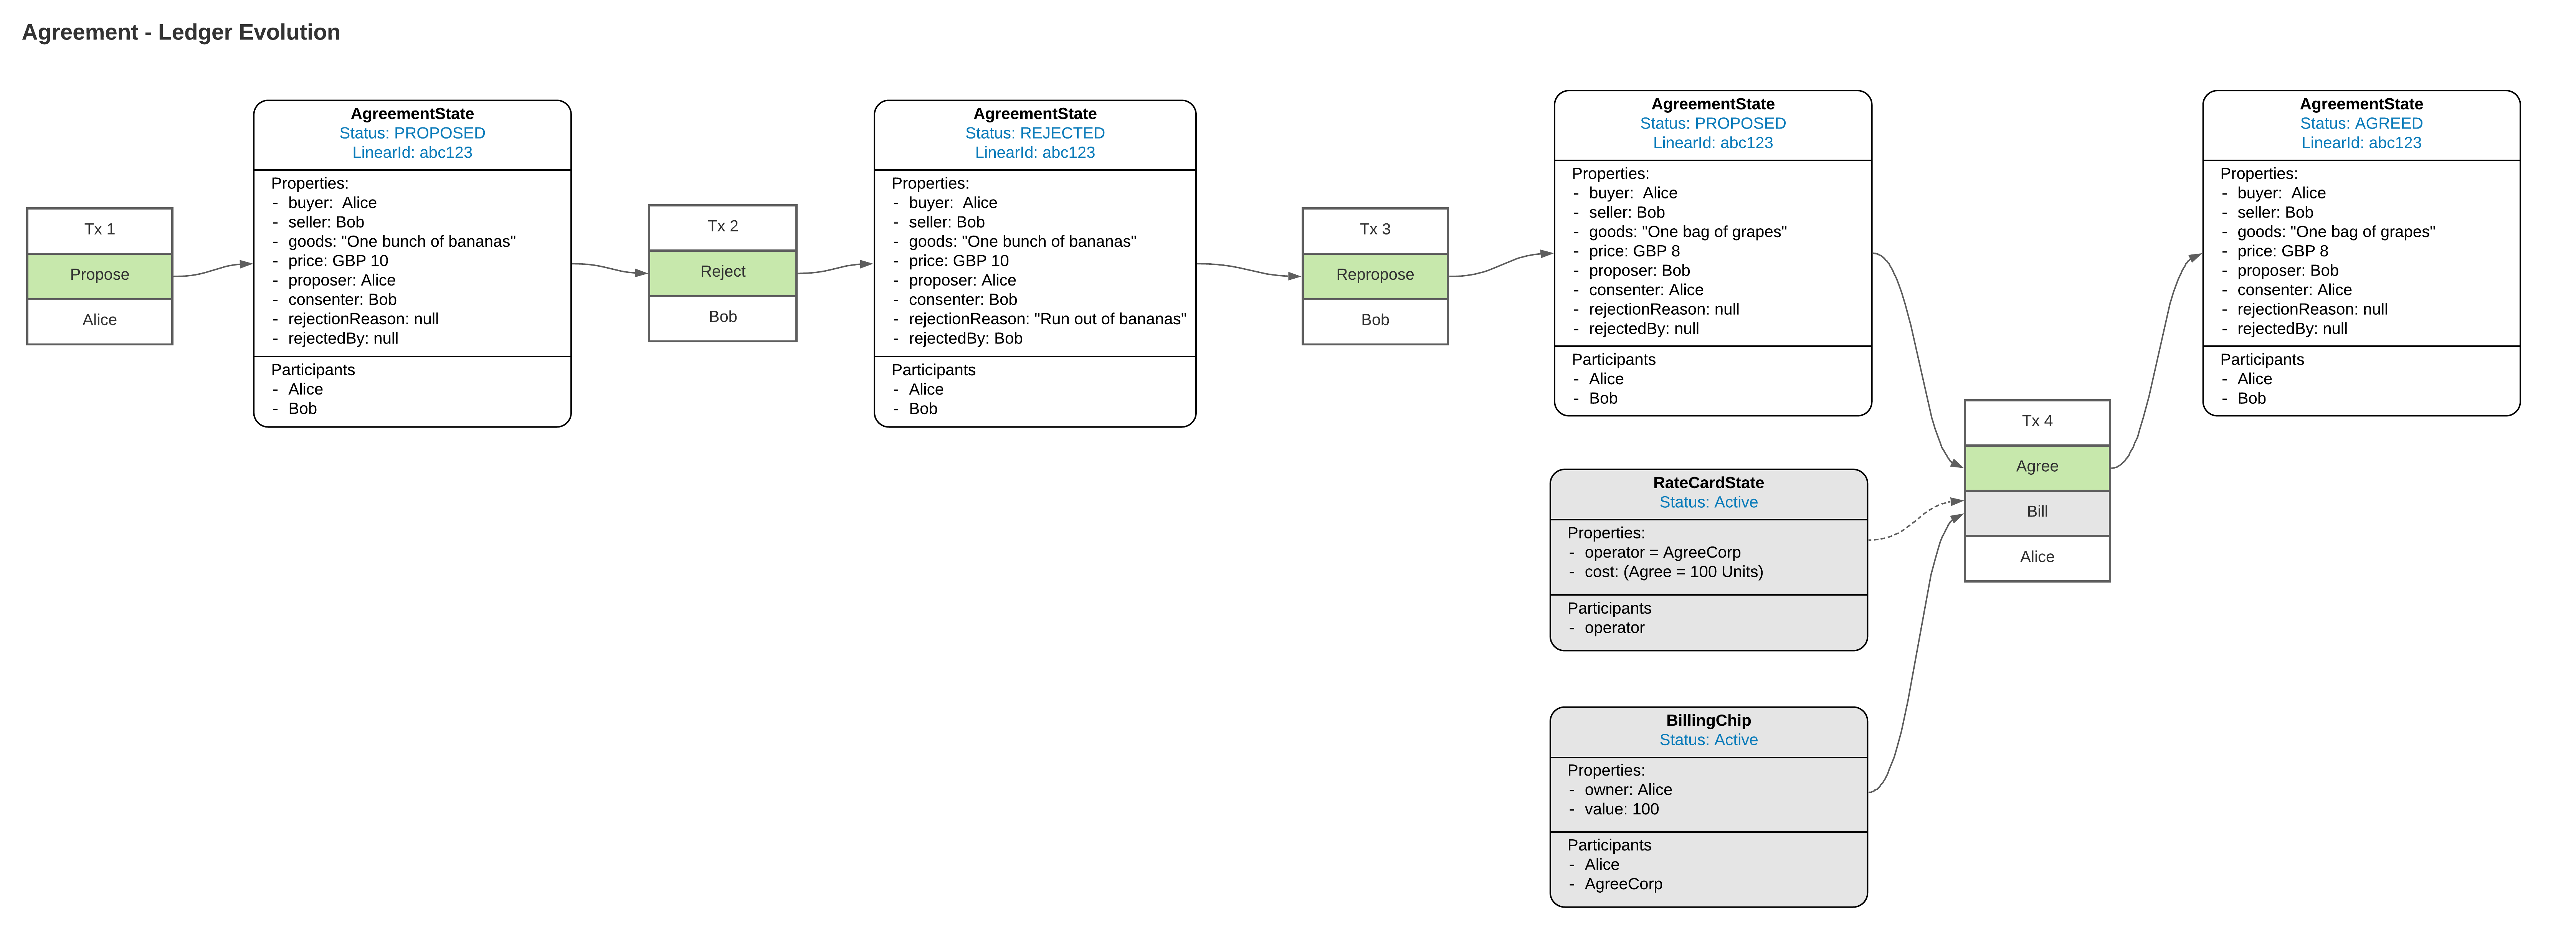 Agreement - Ledger Evolution
Tx 1
Propose
Alice
AgreementState
Status: PROPOSED
LinearId: abc123
Properties:
- buyer:  Alice
- seller: Bob
- goods: "One bunch of bananas"
- price: GBP 10
- proposer: Alice
- consenter: Bob
- rejectionReason: null
- rejectedBy: null
Participants
- Alice
- Bob
Tx 2
Reject
Bob
AgreementState
Status: REJECTED
LinearId: abc123
Properties:
- buyer:  Alice
- seller: Bob
- goods: "One bunch of bananas"
- price: GBP 10
- proposer: Alice
- consenter: Bob
- rejectionReason: "Run out of bananas"
- rejectedBy: Bob
Participants
- Alice
- Bob
Tx 3
Repropose
Bob
AgreementState
Status: PROPOSED
LinearId: abc123
Properties:
- buyer:  Alice
- seller: Bob
- goods: "One bag of grapes"
- price: GBP 8
- proposer: Bob
- consenter: Alice
- rejectionReason: null
- rejectedBy: null
Participants
- Alice
- Bob
RateCardState
Status: Active
Properties:
- operator = AgreeCorp
- cost: (Agree = 100 Units)
Participants
- operator
BillingChip
Status: Active
Properties:
- owner: Alice
- value: 100
Participants
- Alice
- AgreeCorp
Tx 4
Agree
Bill
Alice
AgreementState
Status: AGREED
LinearId: abc123
Properties:
- buyer:  Alice
- seller: Bob
- goods: "One bag of grapes"
- price: GBP 8
- proposer: Bob
- consenter: Alice
- rejectionReason: null
- rejectedBy: null
Participants
- Alice
- Bob